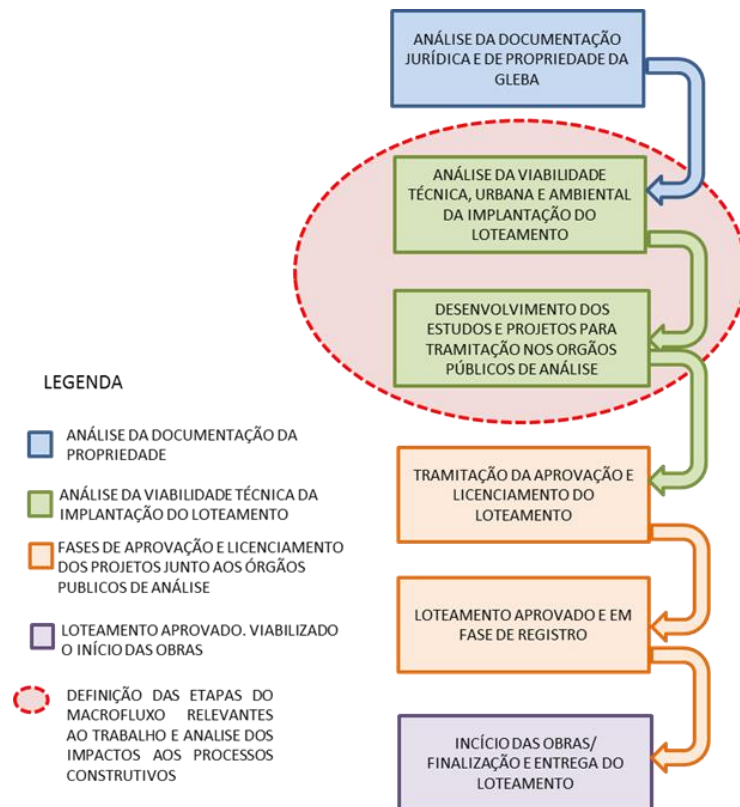 ANÁLISE DA DOCUMENTAÇÃO
JURÍDICA E DE PROPRIEDADE DA
GLEBA
ANÁLISE DA VIABILIDADE
TÉCNICA, URBANA E AMBIENTAL
DA IMPLANTAÇÃO DO
LOTEAMENTO
DESENVOLVIMENTO DOS
ESTUDOS E PROJETOS PARA
TRAMITAÇÃO NOS ORGÃOS
PÚBLICOS DE ANÁLISE
TRAMITAÇÃO DA APROVAÇÃO E
LICENCIAMENTO DO
LOTEAMENTO
LOTEAMENTO APROVADO E EM
FASE DE REGISTRO
INCÍCIO DAS OBRAS/
FINALIZAÇÃO E ENTREGA DO
LOTEAMENTO
LEGENDA
ANÁLISE DA DOCUMENTAÇÃO DA
PROPRIEDADE
ANÁLISE DA VIABILIDADE TÉCNICA DA
IMPLANTAÇÃO DO LOTEAMENTO
FASES DE APROVAÇÃO E LICENCIAMENTO
DOS PROJETOS JUNTO AOS ÓRGÃOS
PUBLICOS DE ANÁLISE
LOTEAMENTO APROVADO. VIABILIZADO
O INÍCIO DAS OBRAS
DEFINIÇÃO DAS ETAPAS DO
MACROFLUXO RELEVANTES
AO TRABALHO E ANALISE DOS
IMPACTOS AOS PROCESSOS
CONSTRUTIVOS